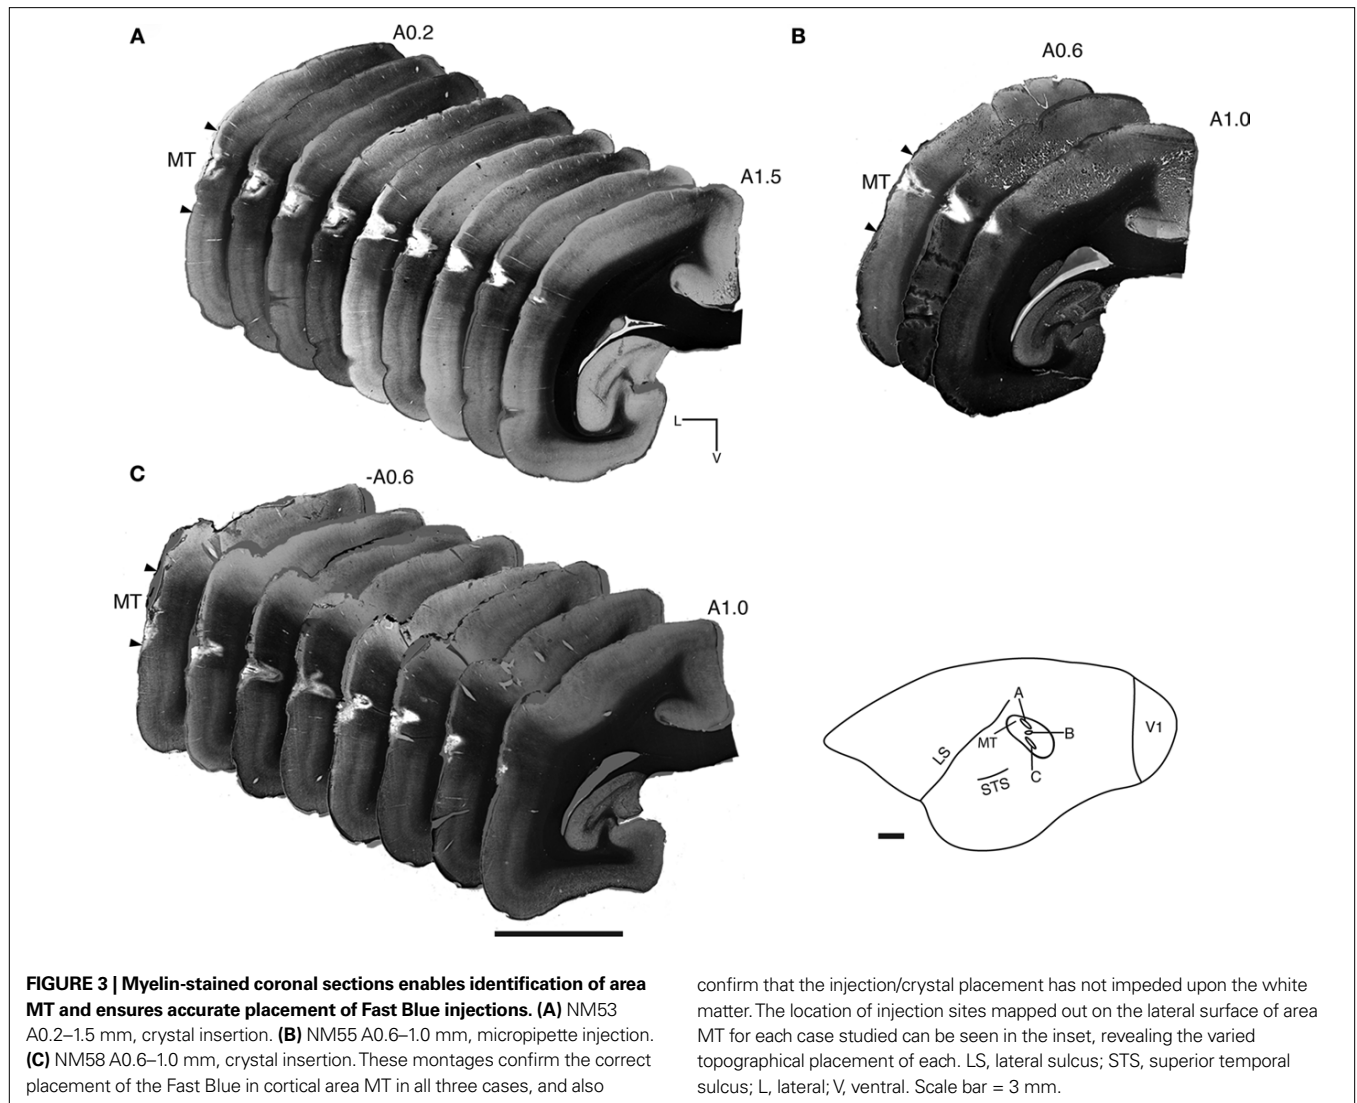 A
A0.2
MT
A1.5
L
V
B
A0.6
A1.0
MT
C
-A0.6
MT
A1.0
A
MT
B
C
LS
STS
V1
FIGURE 3 | Myelin-stained coronal sections enables identification of area
MT and ensures accurate placement of Fast Blue injections. (A) NM53
A0.2–1.5 mm, crystal insertion. (B) NM55 A0.6–1.0 mm, micropipette injection.
(C) NM58 A0.6–1.0 mm, crystal insertion. These montages confirm the correct
placement of the Fast Blue in cortical area MT in all three cases, and also
confirm that the injection/crystal placement has not impeded upon the white
matter. The location of injection sites mapped out on the lateral surface of area
MT for each case studied can be seen in the inset, revealing the varied
topographical placement of each. LS, lateral sulcus; STS, superior temporal
sulcus; L, lateral; V, ventral. Scale bar = 3 mm.